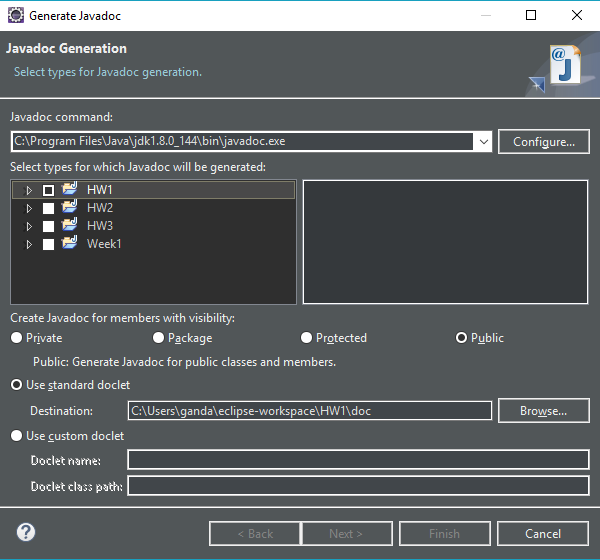 Generate Javadoc
Javadoc Generation
Select types for Javadoc generation.
@
J
Javadoc command:
C:\Program Files\Java\jdk1.8.0_144\bin\javadoc.exe
Configure...
Select types for which Javadoc will be generated:
HW1
HW2
HW3
Week1
Create Javadoc for members with visibility:
Private Package Protected Public
Public: Generate Javadoc for public classes and members.
Use standard doclet
Destination: C:\Users\ganda\eclipse-workspace\HW1\doc Browse...
Use custom doclet
Doclet name:
Doclet class path:
? < Back Next > Finish Cancel